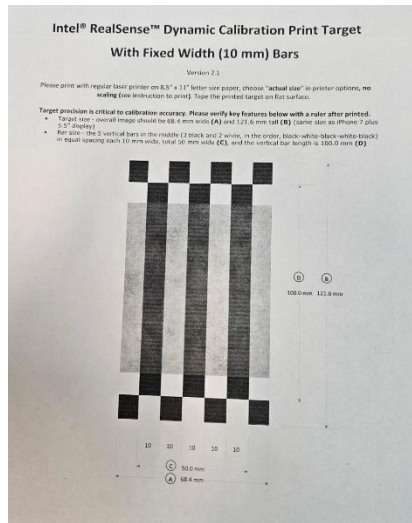 Intel® RealSense™ Dynamic Calibration Print Target
With Fixed Width (10 mm) Bars
Version 2.1
Please print with regular laser printer on 8.5" x 11" letter size paper, choose "actual size" in printer options, no
scaling (see instruction to print). Tape the printed target on flat surface.
Target precision is critical to calibration accuracy. Please verify key features below with a ruler after printed.
• Target size - overall image should be 68.4 mm wide (A) and 121.6 mm tall (B) (same size as iPhone 7 plus
5.5" display)
• Bar size - the 5 vertical bars in the middle (3 black and 2 white, in the order, black-white-black-white-black)
in equal spacing each 10 mm wide, total 50 mm wide (C), and the vertical bar length is 100.0 mm (D)
D B
100.0 mm 121.6 mm
10 10 10 10 10
C 50.0 mm
A 68.4 mm